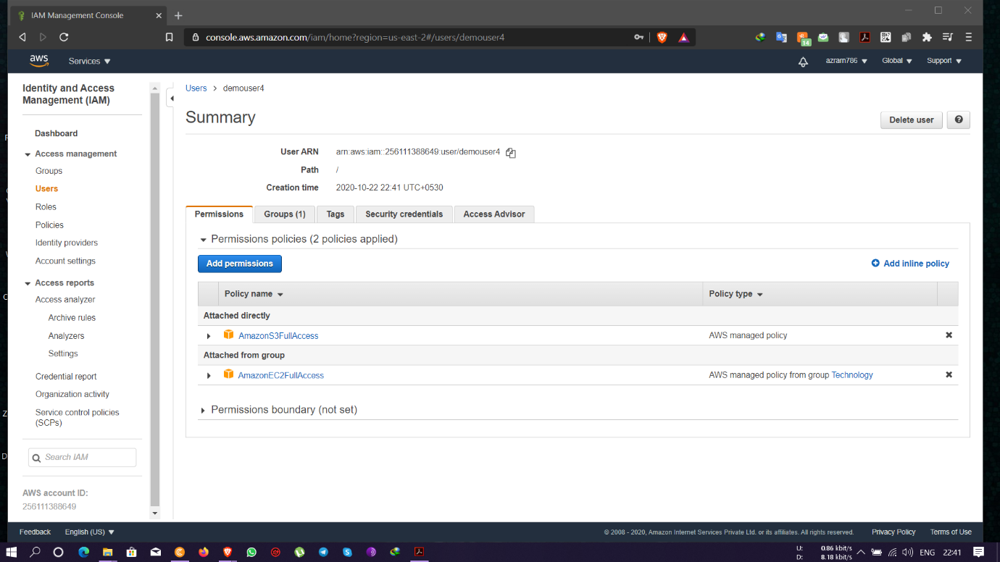 IAM Management Console
console.aws.amazon.com/iam/home?region=us-east-2#/users/demouser4
14
aws
Services
azram786
Global
Support
Identity and Access
Management (IAM)
Dashboard
Access management
Groups
Users
Roles
Policies
Identity providers
Account settings
Access reports
Access analyzer
Archive rules
Analyzers
Settings
Credential report
Organization activity
Service control policies
(SCPs)
Search IAM
AWS account ID:
256111388649
Users > demouser4
Summary
Delete user
User ARN arn:aws:iam::256111388649:user/demouser4
Path /
Creation time 2020-10-22 22:41 UTC+0530
Permissions Groups (1) Tags Security credentials Access Advisor
Permissions policies (2 policies applied)
Add permissions
Add inline policy
Policy name Policy type
Attached directly
AmazonS3FullAccess AWS managed policy
Attached from group
AmazonEC2FullAccess AWS managed policy from group Technology
Permissions boundary (not set)
Feedback English (US)
© 2008 - 2020, Amazon Internet Services Private Ltd. or its affiliates. All rights reserved. Privacy Policy Terms of Use
U: 0.86 kbit/s
D: 8.18 kbit/s
ENG 22:41